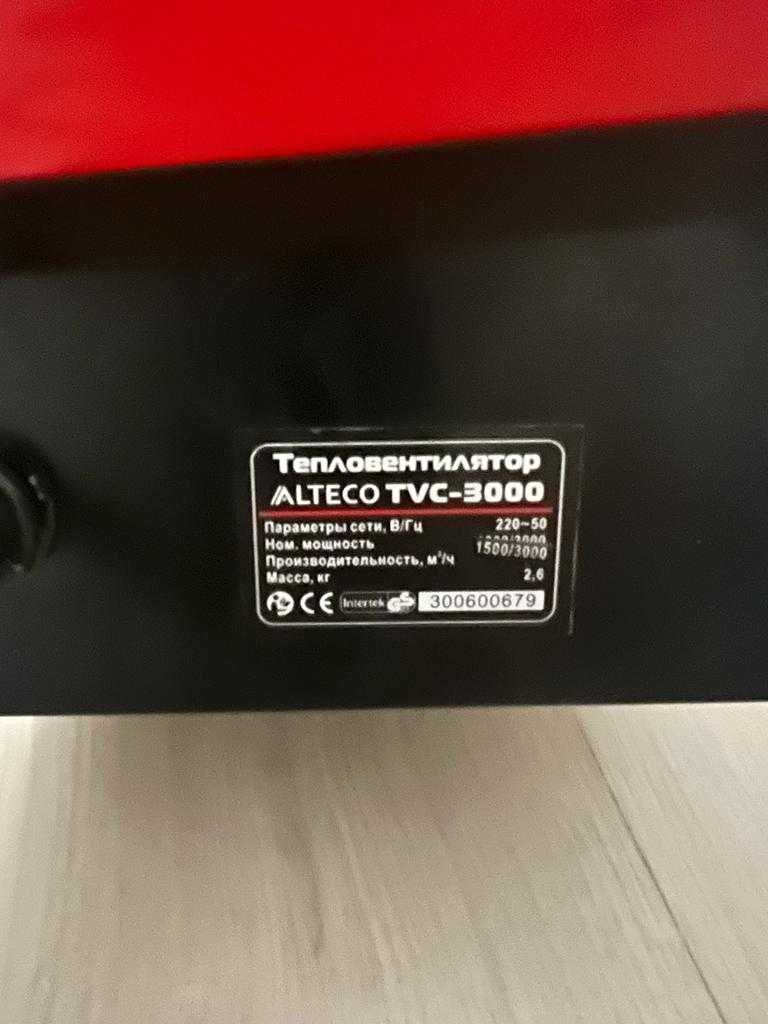 Тепловентилятор
ALTECO TVC-3000
Параметры сети, В/Гц 220~50
Ном. мощность
1500/3000
Производительность, м³/ч
Масса, кг 2,6
CE Intertek GS 300600679